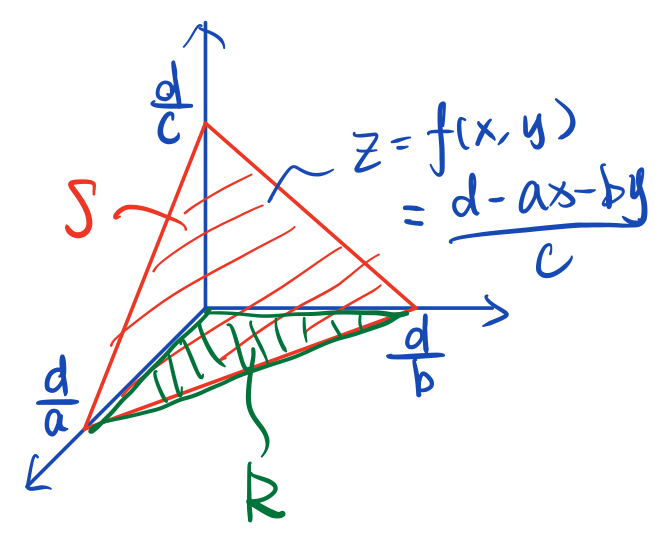 d/c
z = f(x, y)
= (d - ax - by)/c
S
d/b
d/a
R